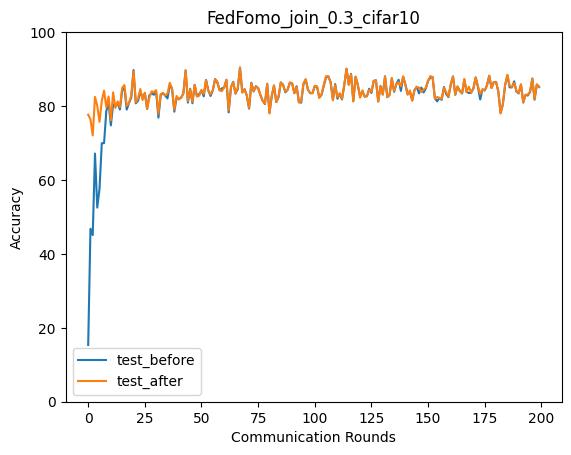 FedFomo_join_0.3_cifar10
100
80
60
40
20
0
Accuracy
test_before
test_after
0 25 50 75 100 125 150 175 200
Communication Rounds